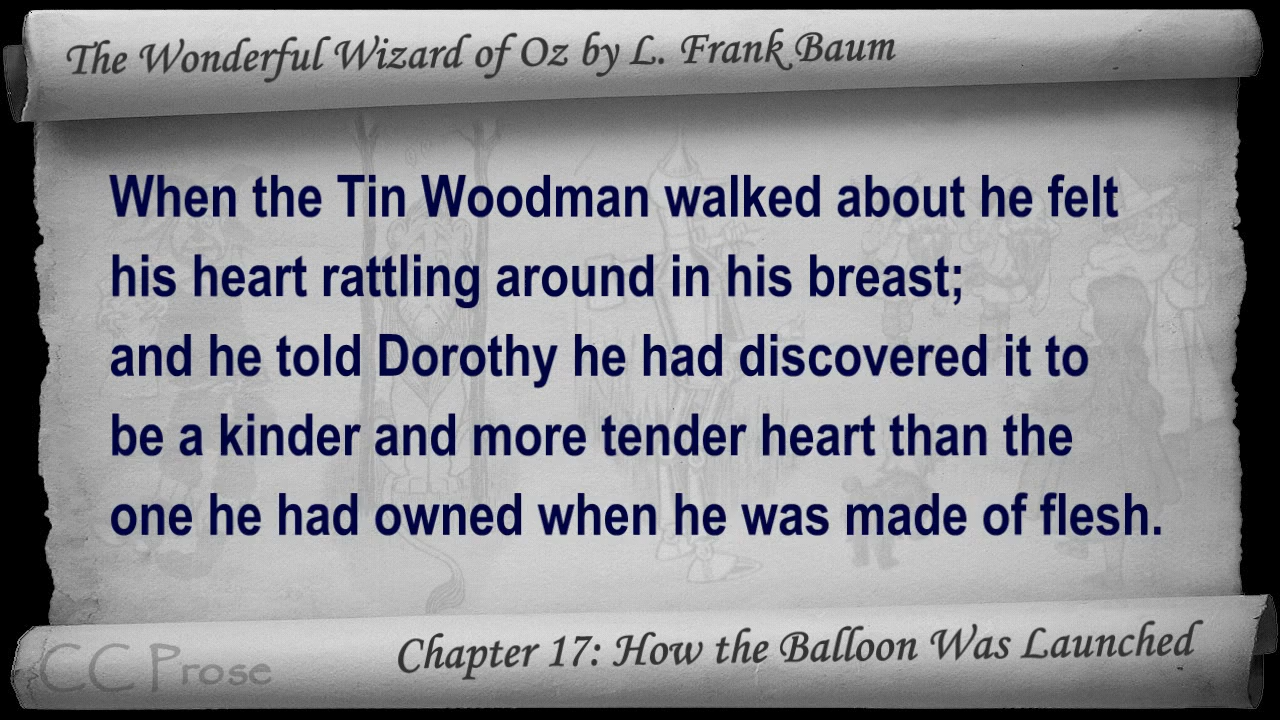 The Wonderful Wizard of Oz by L. Frank Baum
When the Tin Woodman walked about he felt
his heart rattling around in his breast;
and he told Dorothy he had discovered it to
be a kinder and more tender heart than the
one he had owned when he was made of flesh.
CC Prose
Chapter 17: How the Balloon Was Launched